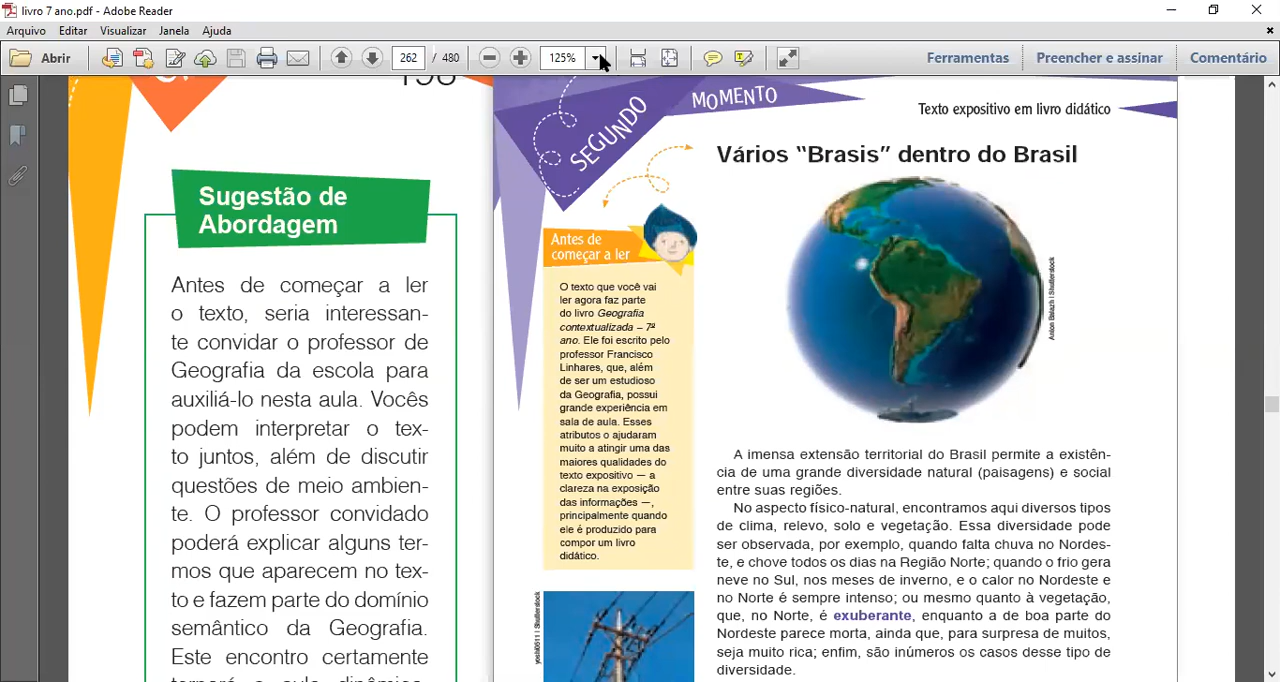 livro 7 ano.pdf - Adobe Reader
Arquivo Editar Visualizar Janela Ajuda
Abrir
262 / 480
125%
Ferramentas
Preencher e assinar
Comentário
Sugestão de
Abordagem
Antes de começar a ler
o texto, seria interessan-
te convidar o professor de
Geografia da escola para
auxiliá-lo nesta aula. Vocês
podem interpretar o tex-
to juntos, além de discutir
questões de meio ambien-
te. O professor convidado
poderá explicar alguns ter-
mos que aparecem no tex-
to e fazem parte do domínio
semântico da Geografia.
Este encontro certamente
SEGUNDO
MOMENTO
Texto expositivo em livro didático
Vários “Brasis” dentro do Brasil
Antes de
começar a ler
O texto que você vai
ler agora faz parte
do livro Geografia
contextualizada – 7º
ano. Ele foi escrito pelo
professor Francisco
Linhares, que, além
de ser um estudioso
da Geografia, possui
grande experiência em
sala de aula. Esses
atributos o ajudaram
muito a atingir uma das
maiores qualidades do
texto expositivo — a
clareza na exposição
das informações —,
principalmente quando
ele é produzido para
compor um livro
didático.
Anton Balazh | Shutterstock
yoshi0511 | Shutterstock
A imensa extensão territorial do Brasil permite a existên-
cia de uma grande diversidade natural (paisagens) e social
entre suas regiões.
No aspecto físico-natural, encontramos aqui diversos tipos
de clima, relevo, solo e vegetação. Essa diversidade pode
ser observada, por exemplo, quando falta chuva no Nordes-
te, e chove todos os dias na Região Norte; quando o frio gera
neve no Sul, nos meses de inverno, e o calor no Nordeste e
no Norte é sempre intenso; ou mesmo quanto à vegetação,
que, no Norte, é exuberante, enquanto a de boa parte do
Nordeste parece morta, ainda que, para surpresa de muitos,
seja muito rica; enfim, são inúmeros os casos desse tipo de
diversidade.